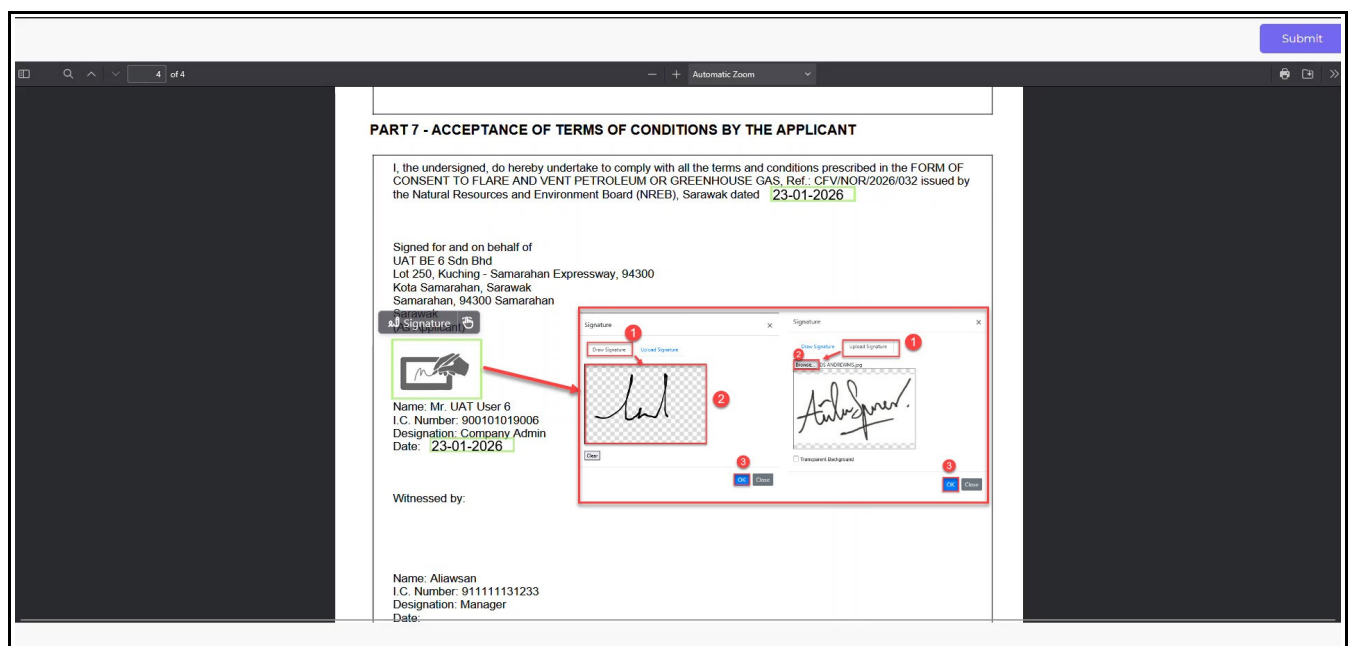 Submit
4 of 4
Automatic Zoom
PART 7 - ACCEPTANCE OF TERMS OF CONDITIONS BY THE APPLICANT
I, the undersigned, do hereby undertake to comply with all the terms and conditions prescribed in the FORM OF
CONSENT TO FLARE AND VENT PETROLEUM OR GREENHOUSE GAS, Ref.: CFV/NOR/2026/032 issued by
the Natural Resources and Environment Board (NREB), Sarawak dated 23-01-2026
Signed for and on behalf of
UAT BE 6 Sdn Bhd
Lot 250, Kuching - Samarahan Expressway, 94300
Kota Samarahan, Sarawak
Samarahan, 94300 Samarahan
Sarawak
Signature
Name: Mr. UAT User 6
I.C. Number: 900101019006
Designation: Company Admin
Date: 23-01-2026
Witnessed by:
Name: Aliawsan
I.C. Number: 911111131233
Designation: Manager
Date:
Signature
1
Draw Signature Upload Signature
2
Clear
3
OK Close
Signature
1
Draw Signature Upload Signature
2
Browse... ANDREWMS.jpg
Transparent Background
3
OK Close